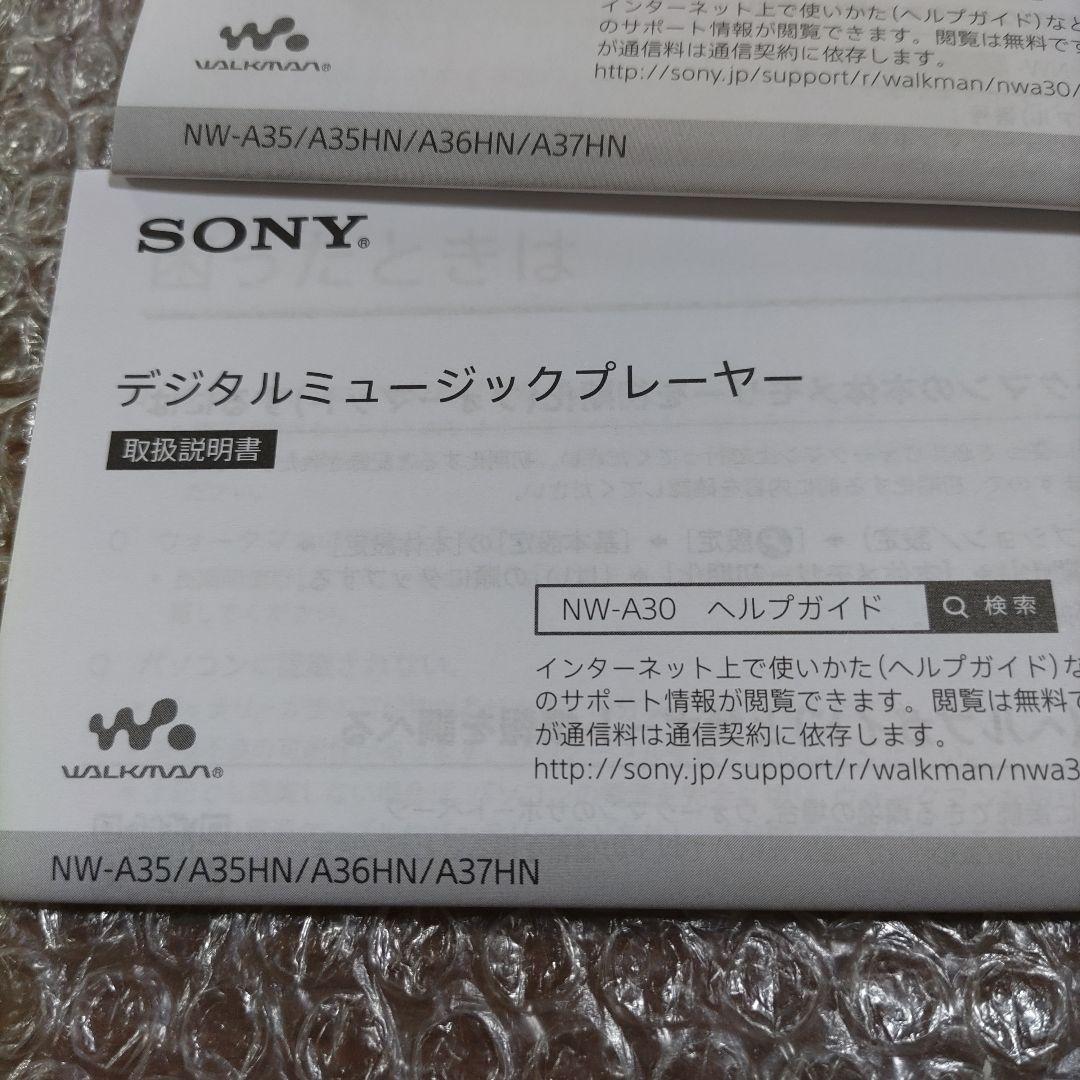 インターネット上で使いかた(ヘルプガイド)など
のサポート情報が閲覧できます。閲覧は無料です
が通信料は通信契約に依存します。
http://sony.jp/support/r/walkman/nwa30/
WALKMAN®
NW-A35/A35HN/A36HN/A37HN
SONY®
デジタルミュージックプレーヤー
取扱説明書
NW-A30 ヘルプガイド 検索
インターネット上で使いかた(ヘルプガイド)な
のサポート情報が閲覧できます。閲覧は無料で
が通信料は通信契約に依存します。
http://sony.jp/support/r/walkman/nwa3
WALKMAN®
NW-A35/A35HN/A36HN/A37HN